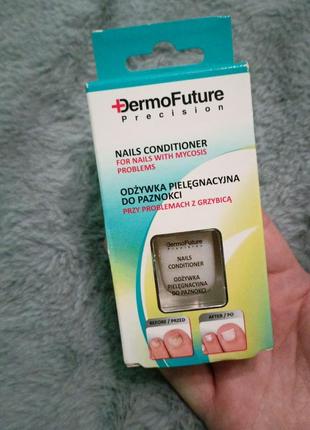 DermoFuture
Precision
NAILS CONDITIONER
FOR NAILS WITH MYCOSIS
PROBLEMS
ODŻYWKA PIELĘGNACYJNA
DO PAZNOKCI
PRZY PROBLEMACH Z GRZYBICĄ
DermoFuture
Precision
NAILS
CONDITIONER
ODŻYWKA
PIELĘGNACYJNA
DO PAZNOKCI
BEFORE / PRZED
AFTER / PO